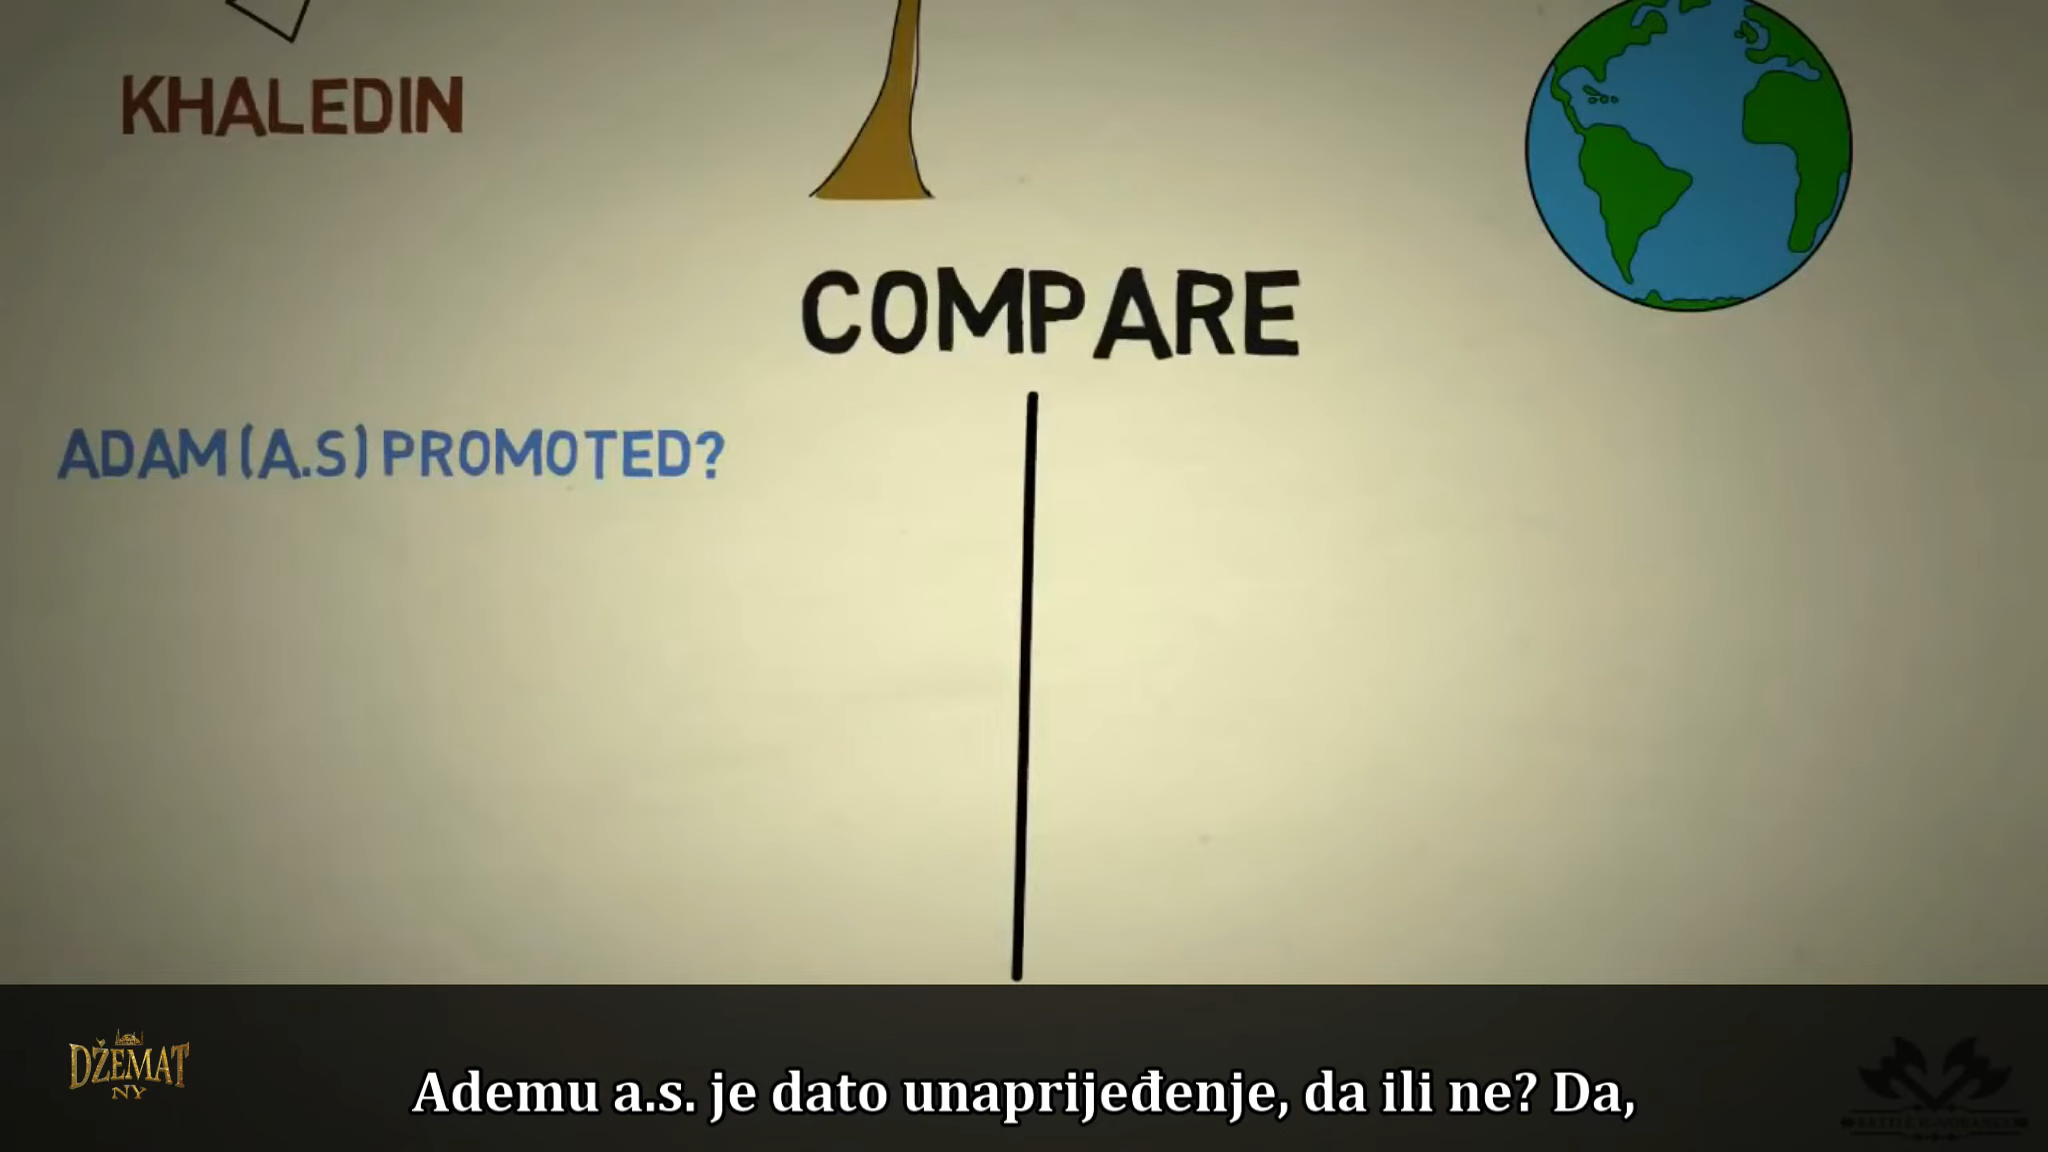 KHALEDIN
COMPARE
ADAM (A.S) PROMOTED?
DŽEMAT
NY
Ademu a.s. je dato unaprijeđenje, da ili ne? Da,